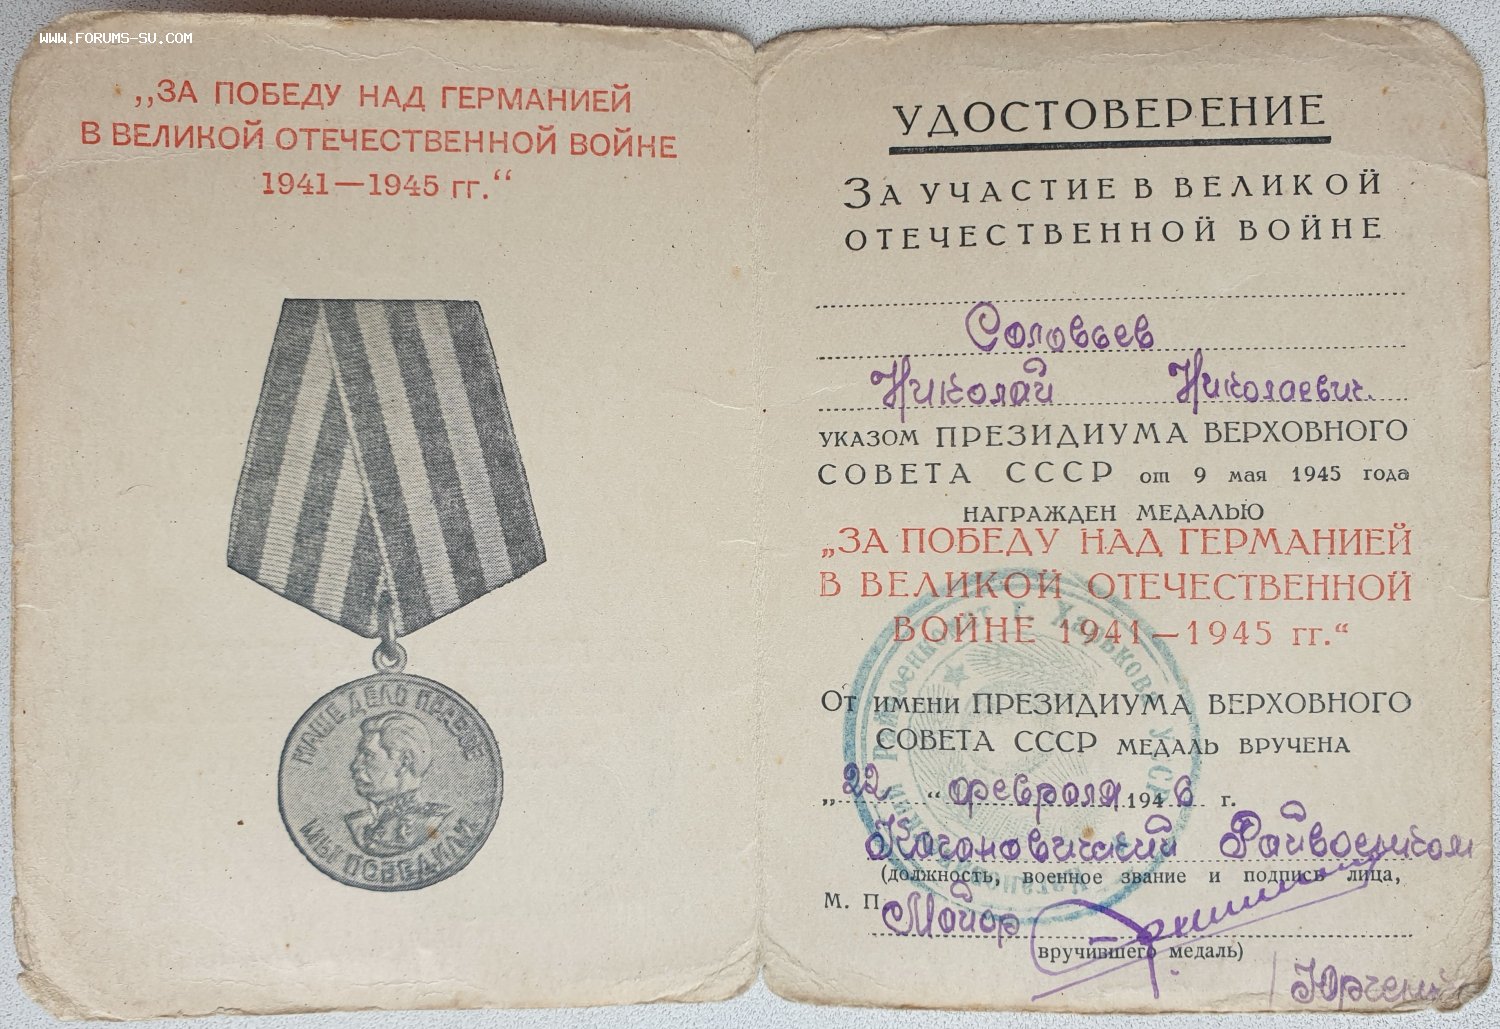 WWW.FORUMS-SU.COM
„ЗА ПОБЕДУ НАД ГЕРМАНИЕЙ
В ВЕЛИКОЙ ОТЕЧЕСТВЕННОЙ ВОЙНЕ
1941—1945 гг.“
НАШЕ ДЕЛО ПРАВОЕ
МЫ ПОБЕДИЛИ
УДОСТОВЕРЕНИЕ
ЗА УЧАСТИЕ В ВЕЛИКОЙ
ОТЕЧЕСТВЕННОЙ ВОЙНЕ
Соловьев
Николай Николаевич.
УКАЗОМ ПРЕЗИДИУМА ВЕРХОВНОГО
СОВЕТА СССР от 9 мая 1945 года
НАГРАЖДЕН МЕДАЛЬЮ
„ЗА ПОБЕДУ НАД ГЕРМАНИЕЙ
В ВЕЛИКОЙ ОТЕЧЕСТВЕННОЙ
ВОЙНЕ 1941—1945 гг.“
От имени ПРЕЗИДИУМА ВЕРХОВНОГО
СОВЕТА СССР МЕДАЛЬ ВРУЧЕНА
„22“ февраля 1946 г.
Кагановичский Райвоенком
(должность, военное звание и подпись лица,
М. П.
Майор
вручившего медаль)
Райвоенкомат г. Харькова УССР